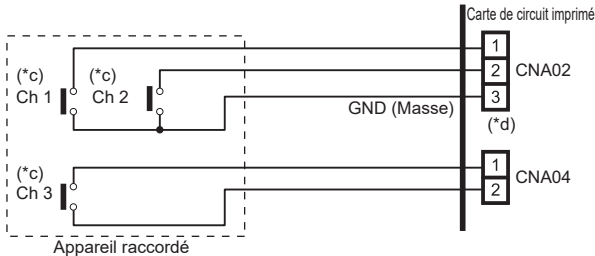 Carte de circuit imprimé
1
(*c)
(*c)
2
CNA02
Ch 1
Ch 2
3
GND (Masse)
(*d)
(*c)
1
CNA04
Ch 3
2
Appareil raccordé